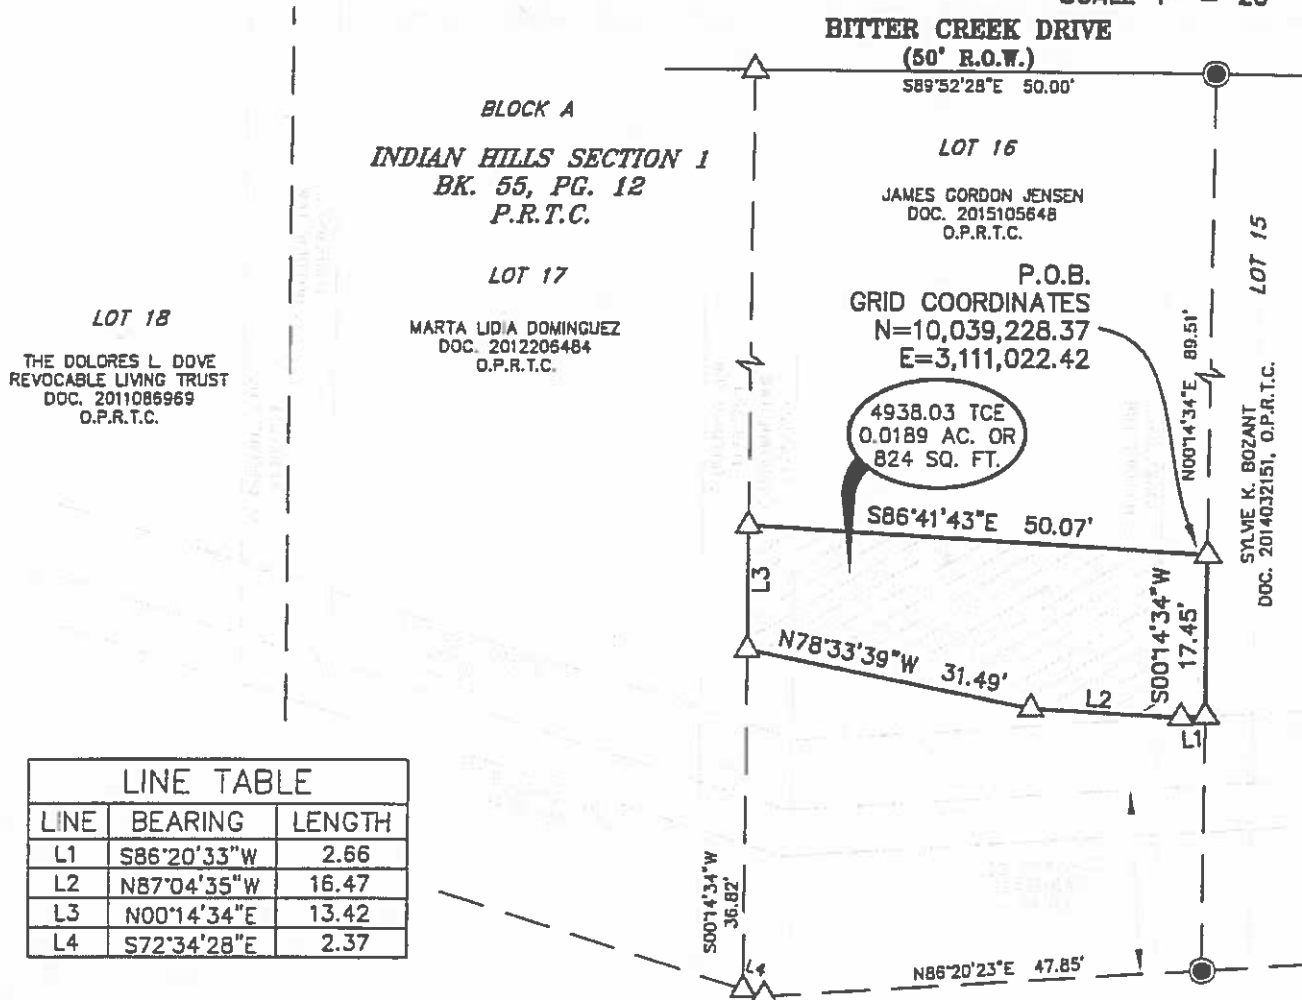 BITTER CREEK DRIVE
(50' R.O.W.)
S89°52'28"E 50.00'
BLOCK A
INDIAN HILLS SECTION 1
BK. 55, PG. 12
P.R.T.C.
LOT 16
JAMES GORDON JENSEN
DOC. 2015105648
O.P.R.T.C.
LOT 17
MARTA LIDIA DOMINGUEZ
DOC. 2012206484
O.P.R.T.C.
LOT 18
THE DOLORES L. DOVE
REVOCABLE LIVING TRUST
DOC. 2011086969
O.P.R.T.C.
P.O.B.
GRID COORDINATES
N=10,039,228.37
E=3,111,022.42
LOT 15
SYLVIE K. BOZANT
DOC. 2014032151, O.P.R.T.C.
N00°14'34"E 89.51'
4938.03 TCE
0.0189 AC. OR
824 SQ. FT.
S86°41'43"E 50.07'
L3
N78°33'39"W 31.49'
L2
S00°14'34"W
17.45'
L1
LINE TABLE
LINE BEARING LENGTH
L1 S86°20'33"W 2.66
L2 N87°04'35"W 16.47
L3 N00°14'34"E 13.42
L4 S72°34'28"E 2.37
S00°14'34"W
36.82'
L4
N86°20'23"E 47.85'